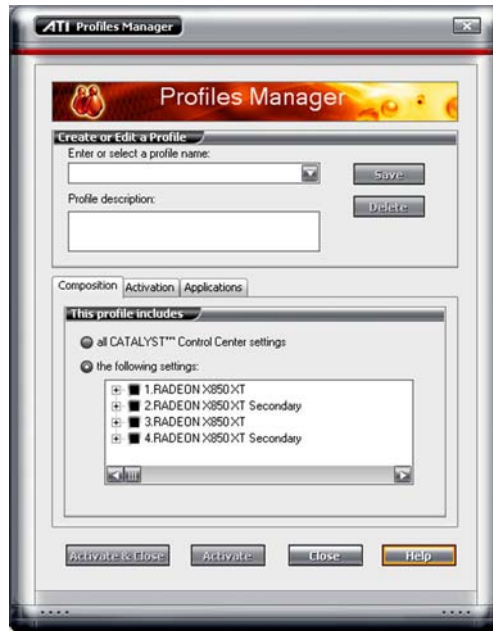 ATI Profiles Manager
Profiles Manager
Create or Edit a Profile
Enter or select a profile name:
Save
Profile description:
Delete
Composition Activation Applications
This profile includes
all CATALYST™ Control Center settings
the following settings:
1.RADEON X850 XT
2.RADEON X850 XT Secondary
3.RADEON X850 XT
4.RADEON X850 XT Secondary
Activate & Close Activate Close Help